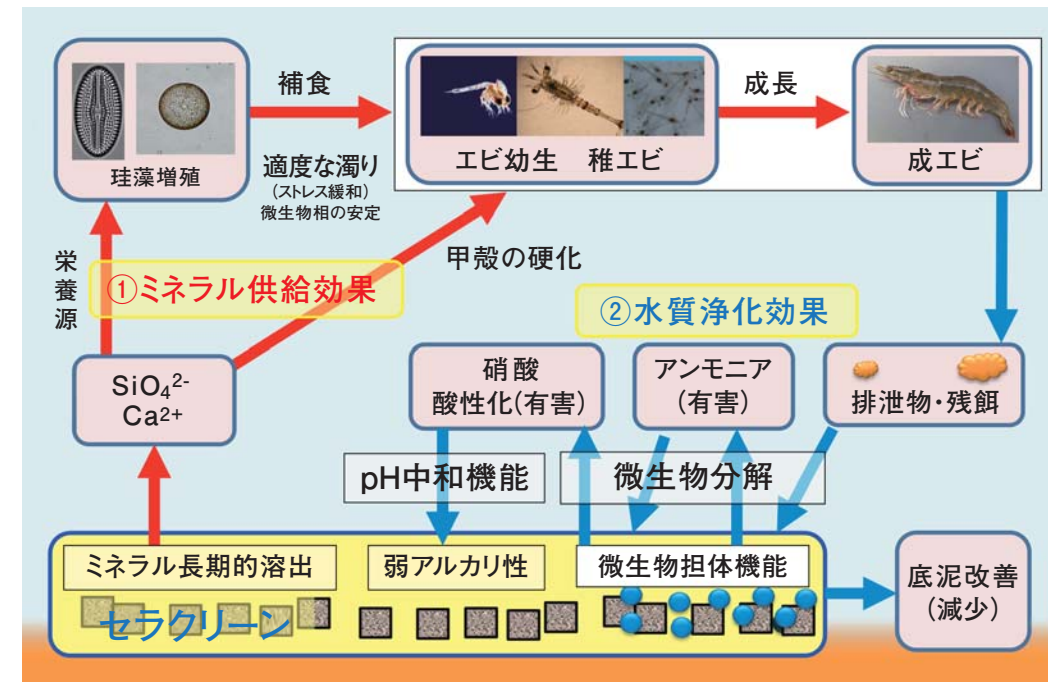 補食
成長
珪藻増殖
適度な濁り
(ストレス緩和)
微生物相の安定
エビ幼生　稚エビ
成エビ
栄養源
①ミネラル供給効果
甲殻の硬化
②水質浄化効果
SiO₄²⁻
Ca²⁺
硝酸
酸性化(有害)
アンモニア
(有害)
排泄物・残餌
pH中和機能
微生物分解
ミネラル長期的溶出
弱アルカリ性
微生物担体機能
セラクリーン
底泥改善
(減少)